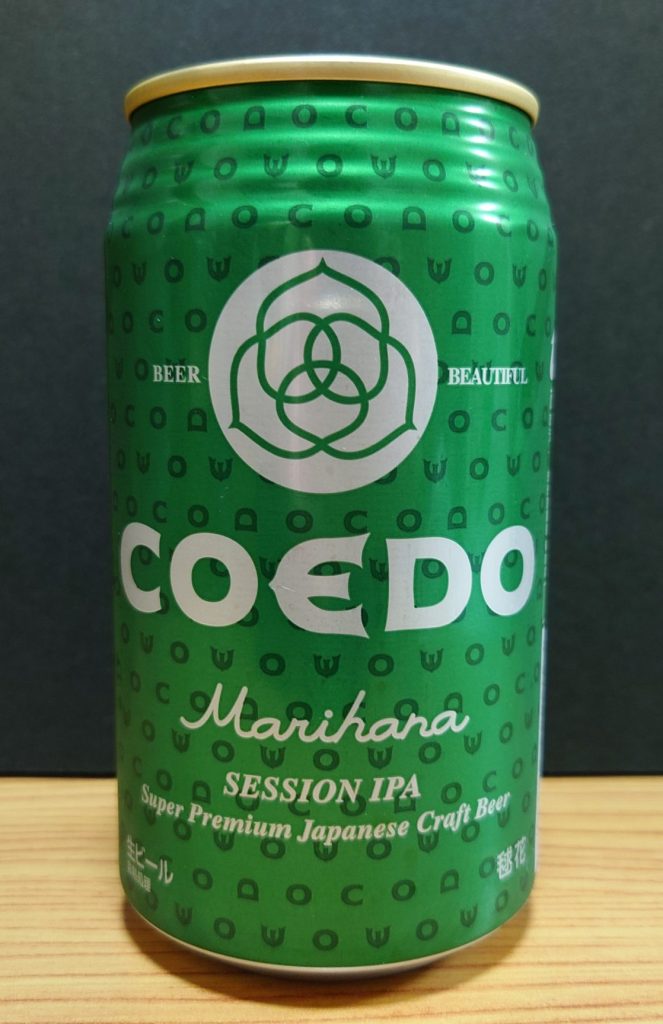 BEER BEAUTIFUL
COEDO
Marihana
SESSION IPA
Super Premium Japanese Craft Beer
生ビール
毬花